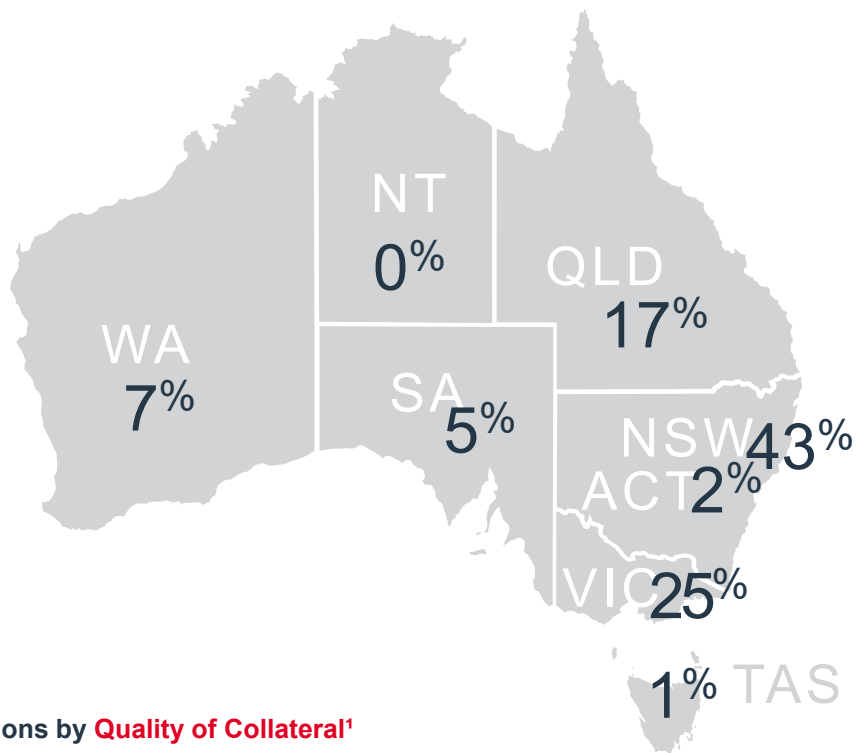 NT
0%
QLD
17%
WA
7%
SA
5%
NSW 43%
ACT 2%
VIC 25%
1% TAS
ons by Quality of Collateral¹